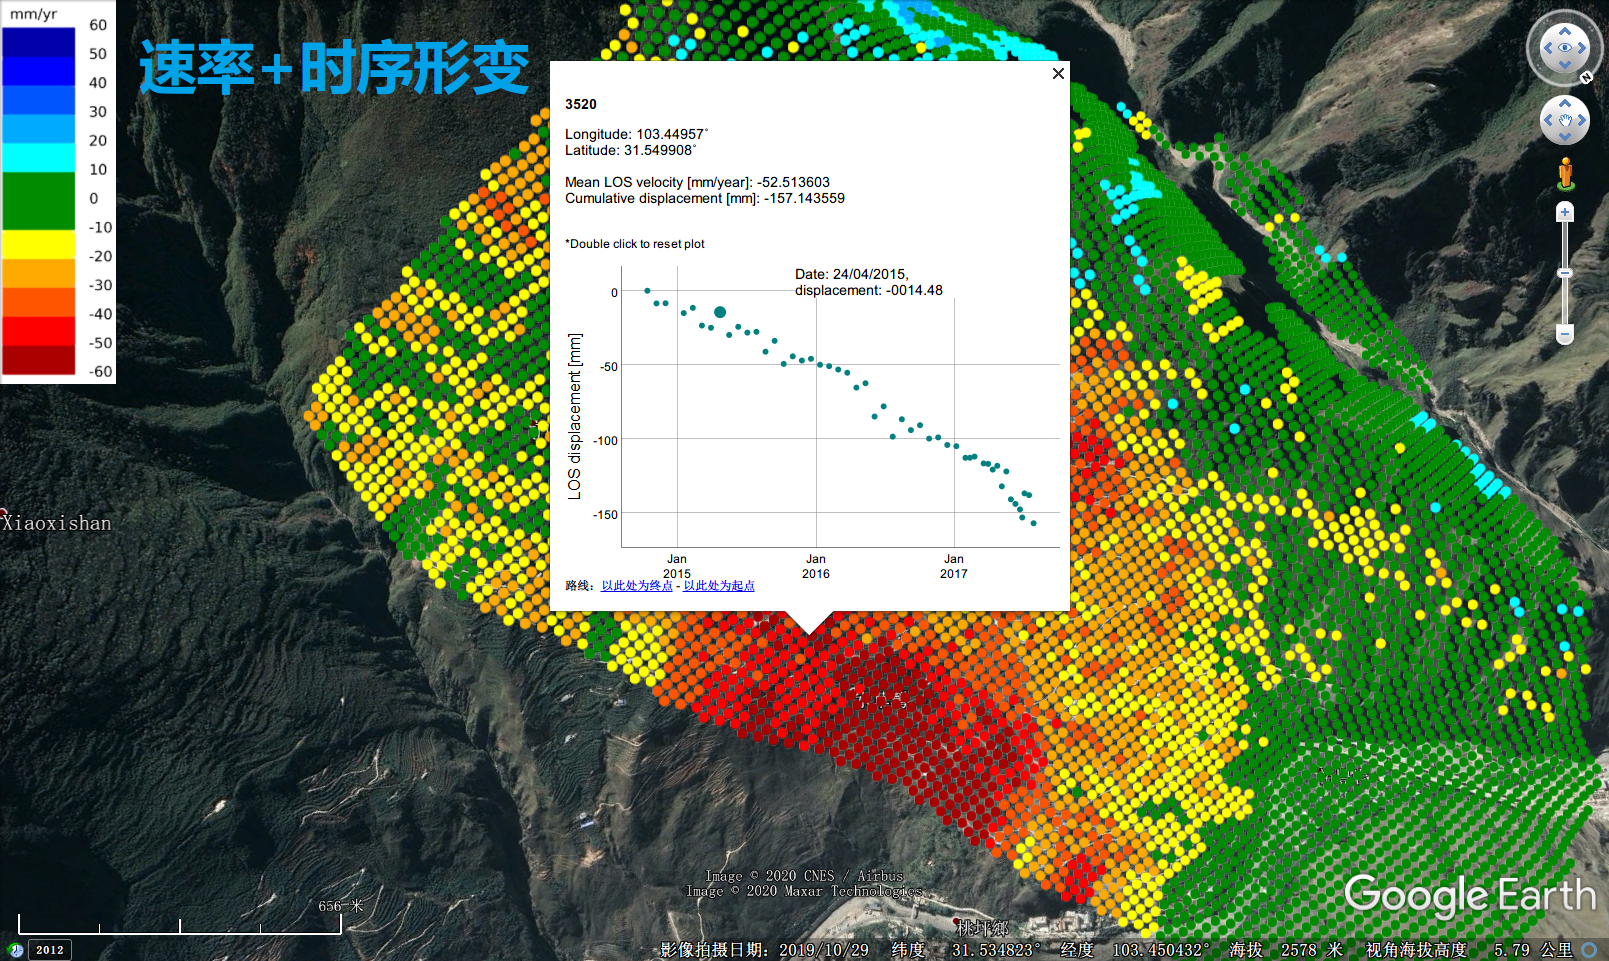 mm/yr
60
50
40
30
20
10
0
-10
-20
-30
-40
-50
-60
速率+时序形变
3520
Longitude: 103.44957°
Latitude: 31.549908°
Mean LOS velocity [mm/year]: -52.513603
Cumulative displacement [mm]: -157.143559
*Double click to reset plot
Date: 24/04/2015,
displacement: -0014.48
LOS displacement [mm]
0
-50
-100
-150
Jan
2015
Jan
2016
Jan
2017
路线: 以此处为终点 - 以此处为起点
N
Xiaoxishan
Image © 2020 CNES / Airbus
Image © 2020 Maxar Technologies
656 米
桃坪鄉
Google Earth
2012
影像拍摄日期: 2019/10/29 纬度 31.534823° 经度 103.450432° 海拔 2578 米 视角海拔高度 5.79 公里